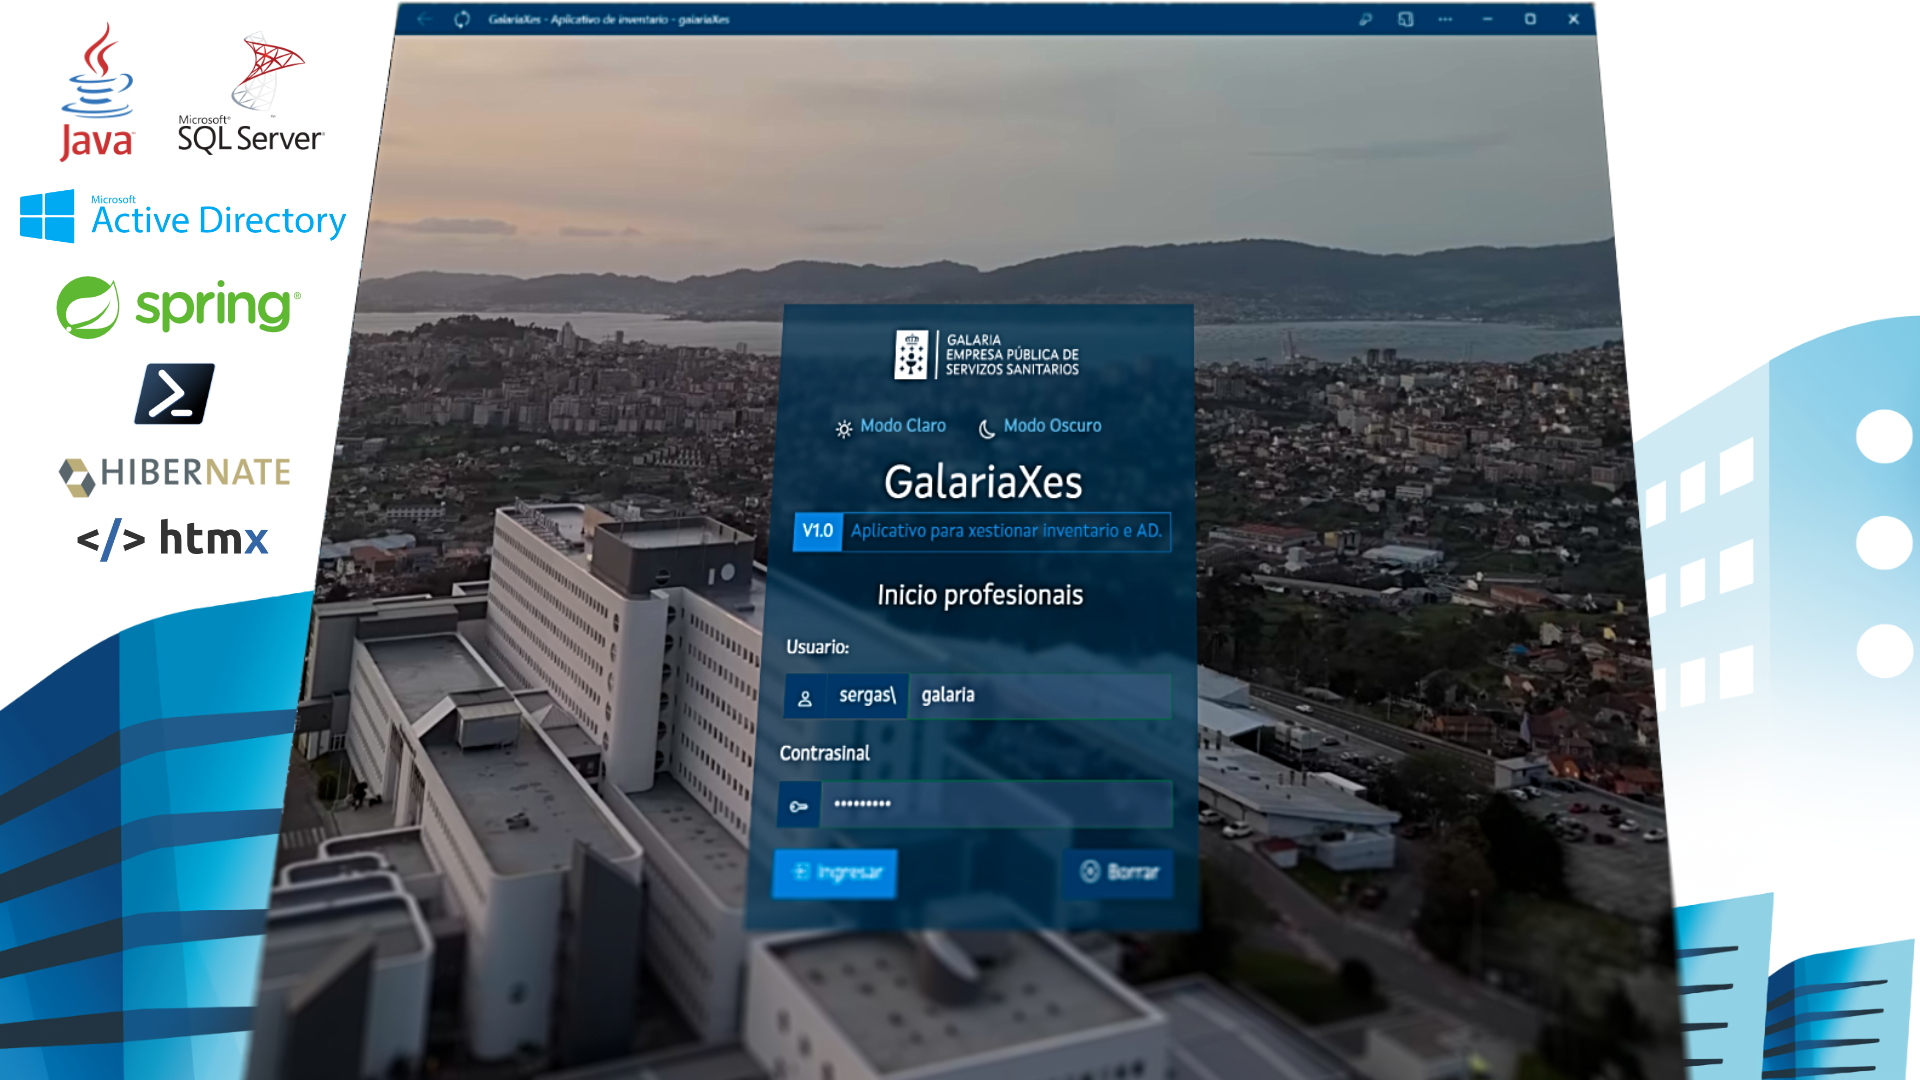 Java
Microsoft®
SQL Server
Microsoft
Active Directory
spring®
HIBERNATE
</> htmx
GalariaXes - Aplicativo de inventario - galariaXes
GALARIA
EMPRESA PÚBLICA DE
SERVIZOS SANITARIOS
Modo Claro
Modo Oscuro
GalariaXes
V1.0 Aplicativo para xestionar inventario e AD.
Inicio profesionais
Usuario:
sergas\ galaria
Contrasinal
•••••••••
Ingresar
Borrar